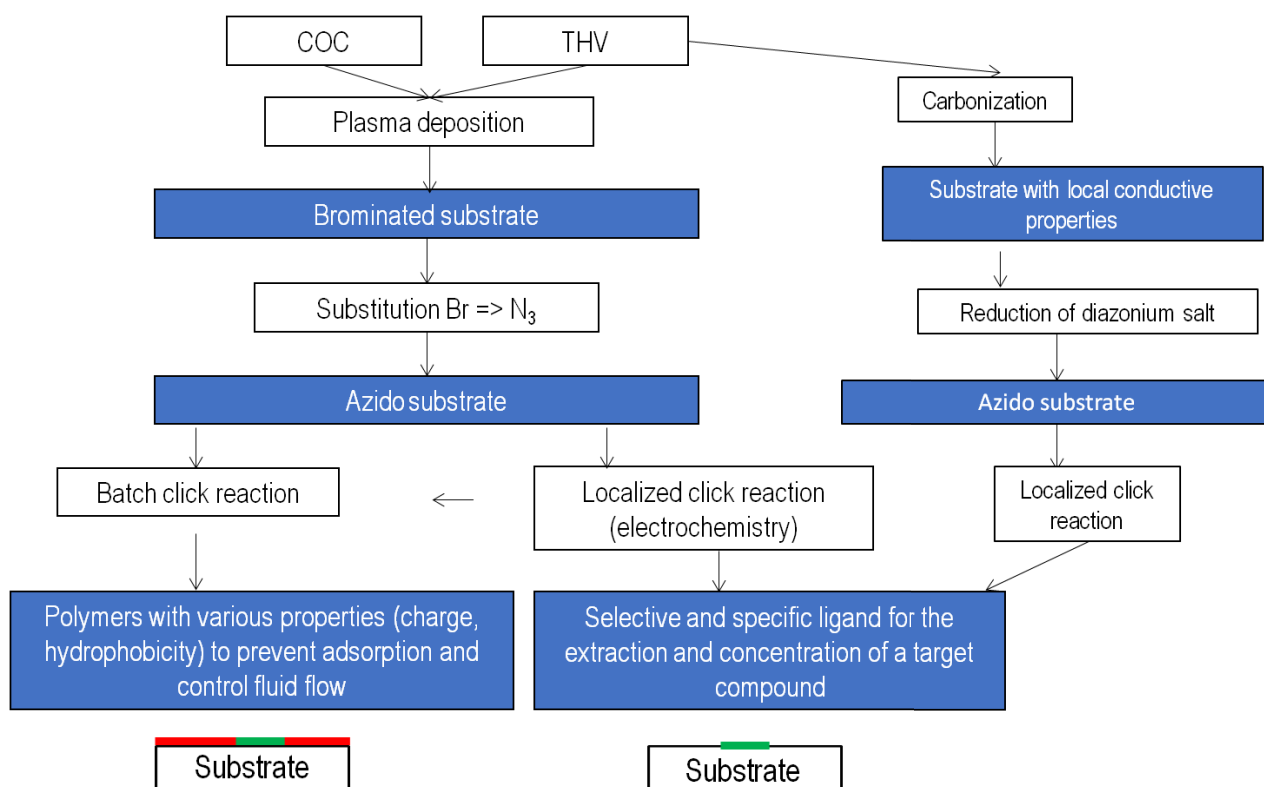 COC
THV
Carbonization
Plasma deposition
Substrate with local conductive
properties
Brominated substrate
Substitution Br => N₃
Reduction of diazonium salt
Azido substrate
Azido substrate
Batch click reaction
Localized click reaction
(electrochemistry)
Localized click
reaction
Polymers with various properties (charge,
hydrophobicity) to prevent adsorption and
control fluid flow
Selective and specific ligand for the
extraction and concentration of a target
compound
Substrate
Substrate